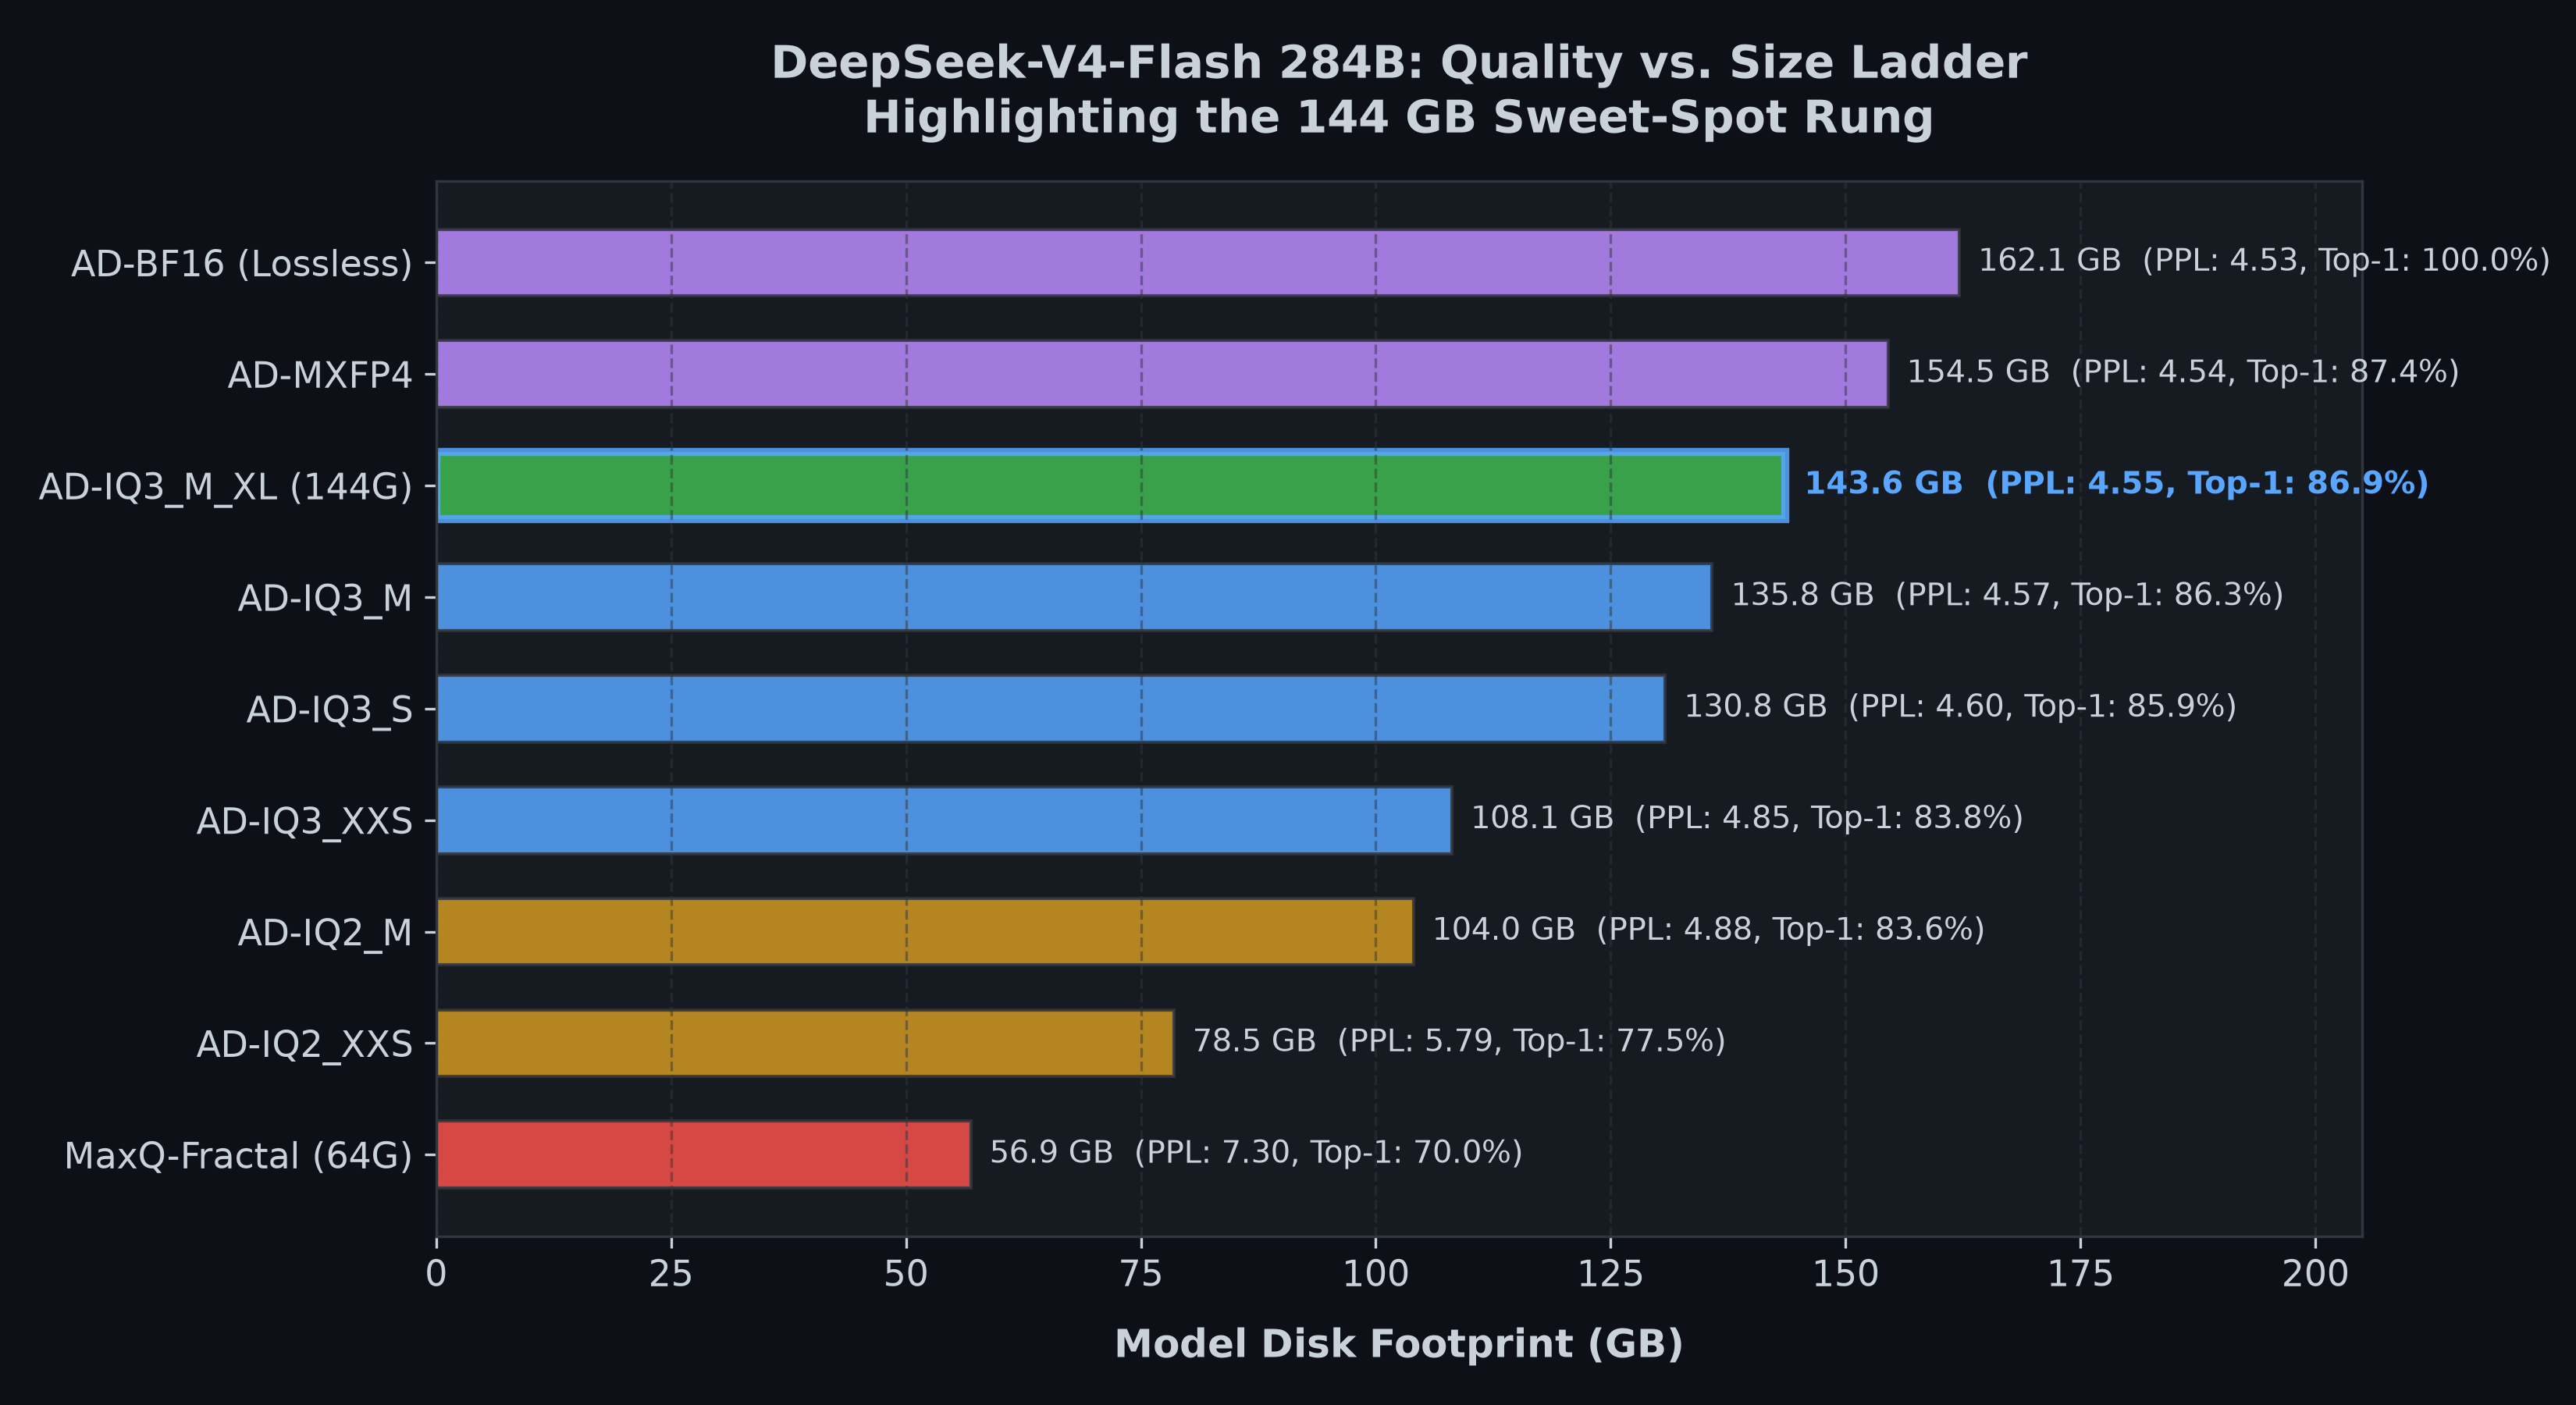 DeepSeek-V4-Flash 284B: Quality vs. Size Ladder
Highlighting the 144 GB Sweet-Spot Rung
AD-BF16 (Lossless) 162.1 GB (PPL: 4.53, Top-1: 100.0%)
AD-MXFP4 154.5 GB (PPL: 4.54, Top-1: 87.4%)
AD-IQ3_M_XL (144G) 143.6 GB (PPL: 4.55, Top-1: 86.9%)
AD-IQ3_M 135.8 GB (PPL: 4.57, Top-1: 86.3%)
AD-IQ3_S 130.8 GB (PPL: 4.60, Top-1: 85.9%)
AD-IQ3_XXS 108.1 GB (PPL: 4.85, Top-1: 83.8%)
AD-IQ2_M 104.0 GB (PPL: 4.88, Top-1: 83.6%)
AD-IQ2_XXS 78.5 GB (PPL: 5.79, Top-1: 77.5%)
MaxQ-Fractal (64G) 56.9 GB (PPL: 7.30, Top-1: 70.0%)
0 25 50 75 100 125 150 175 200
Model Disk Footprint (GB)